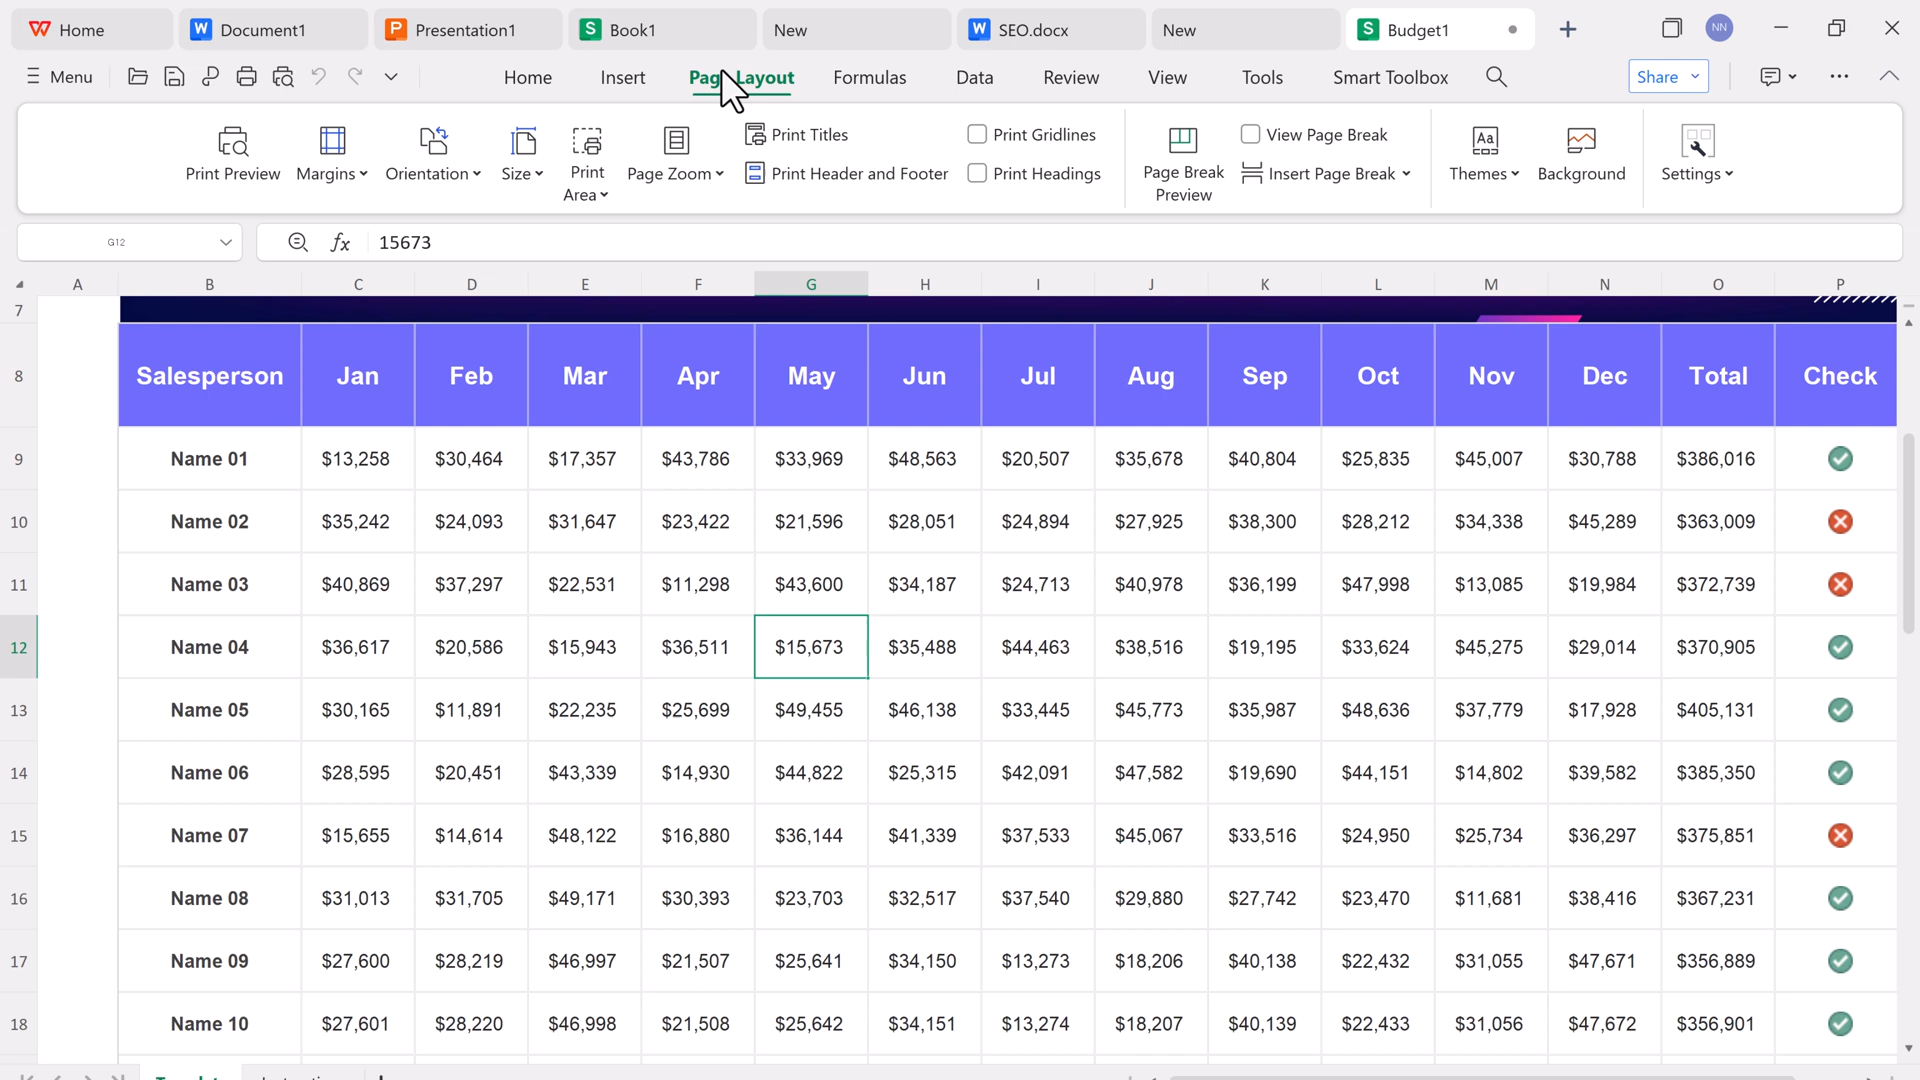 Home Document1 Presentation1 Book1 New SEO.docx New Budget1 NN
Menu Home Insert Page Layout Formulas Data Review View Tools Smart Toolbox Share
Print Preview Margins Orientation Size Print Area Page Zoom Print Titles Print Header and Footer Print Gridlines Print Headings Page Break Preview View Page Break Insert Page Break Themes Background Settings
G12 fx 15673
A B C D E F G H I J K L M N O P
7
8 Salesperson Jan Feb Mar Apr May Jun Jul Aug Sep Oct Nov Dec Total Check
9 Name 01 $13,258 $30,464 $17,357 $43,786 $33,969 $48,563 $20,507 $35,678 $40,804 $25,835 $45,007 $30,788 $386,016
10 Name 02 $35,242 $24,093 $31,647 $23,422 $21,596 $28,051 $24,894 $27,925 $38,300 $28,212 $34,338 $45,289 $363,009
11 Name 03 $40,869 $37,297 $22,531 $11,298 $43,600 $34,187 $24,713 $40,978 $36,199 $47,998 $13,085 $19,984 $372,739
12 Name 04 $36,617 $20,586 $15,943 $36,511 $15,673 $35,488 $44,463 $38,516 $19,195 $33,624 $45,275 $29,014 $370,905
13 Name 05 $30,165 $11,891 $22,235 $25,699 $49,455 $46,138 $33,445 $45,773 $35,987 $48,636 $37,779 $17,928 $405,131
14 Name 06 $28,595 $20,451 $43,339 $14,930 $44,822 $25,315 $42,091 $47,582 $19,690 $44,151 $14,802 $39,582 $385,350
15 Name 07 $15,655 $14,614 $48,122 $16,880 $36,144 $41,339 $37,533 $45,067 $33,516 $24,950 $25,734 $36,297 $375,851
16 Name 08 $31,013 $31,705 $49,171 $30,393 $23,703 $32,517 $37,540 $29,880 $27,742 $23,470 $11,681 $38,416 $367,231
17 Name 09 $27,600 $28,219 $46,997 $21,507 $25,641 $34,150 $13,273 $18,206 $40,138 $22,432 $31,055 $47,671 $356,889
18 Name 10 $27,601 $28,220 $46,998 $21,508 $25,642 $34,151 $13,274 $18,207 $40,139 $22,433 $31,056 $47,672 $356,901